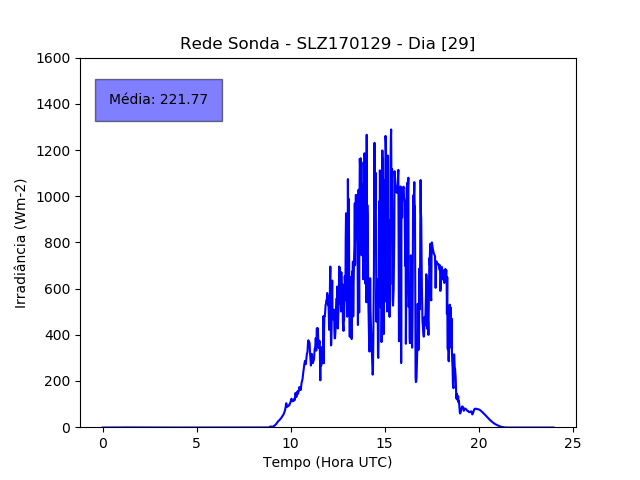 Rede Sonda - SLZ170129 - Dia [29]
1600
1400
1200
1000
800
600
400
200
0
Irradiância (Wm-2)
Média: 221.77
0 5 10 15 20 25
Tempo (Hora UTC)